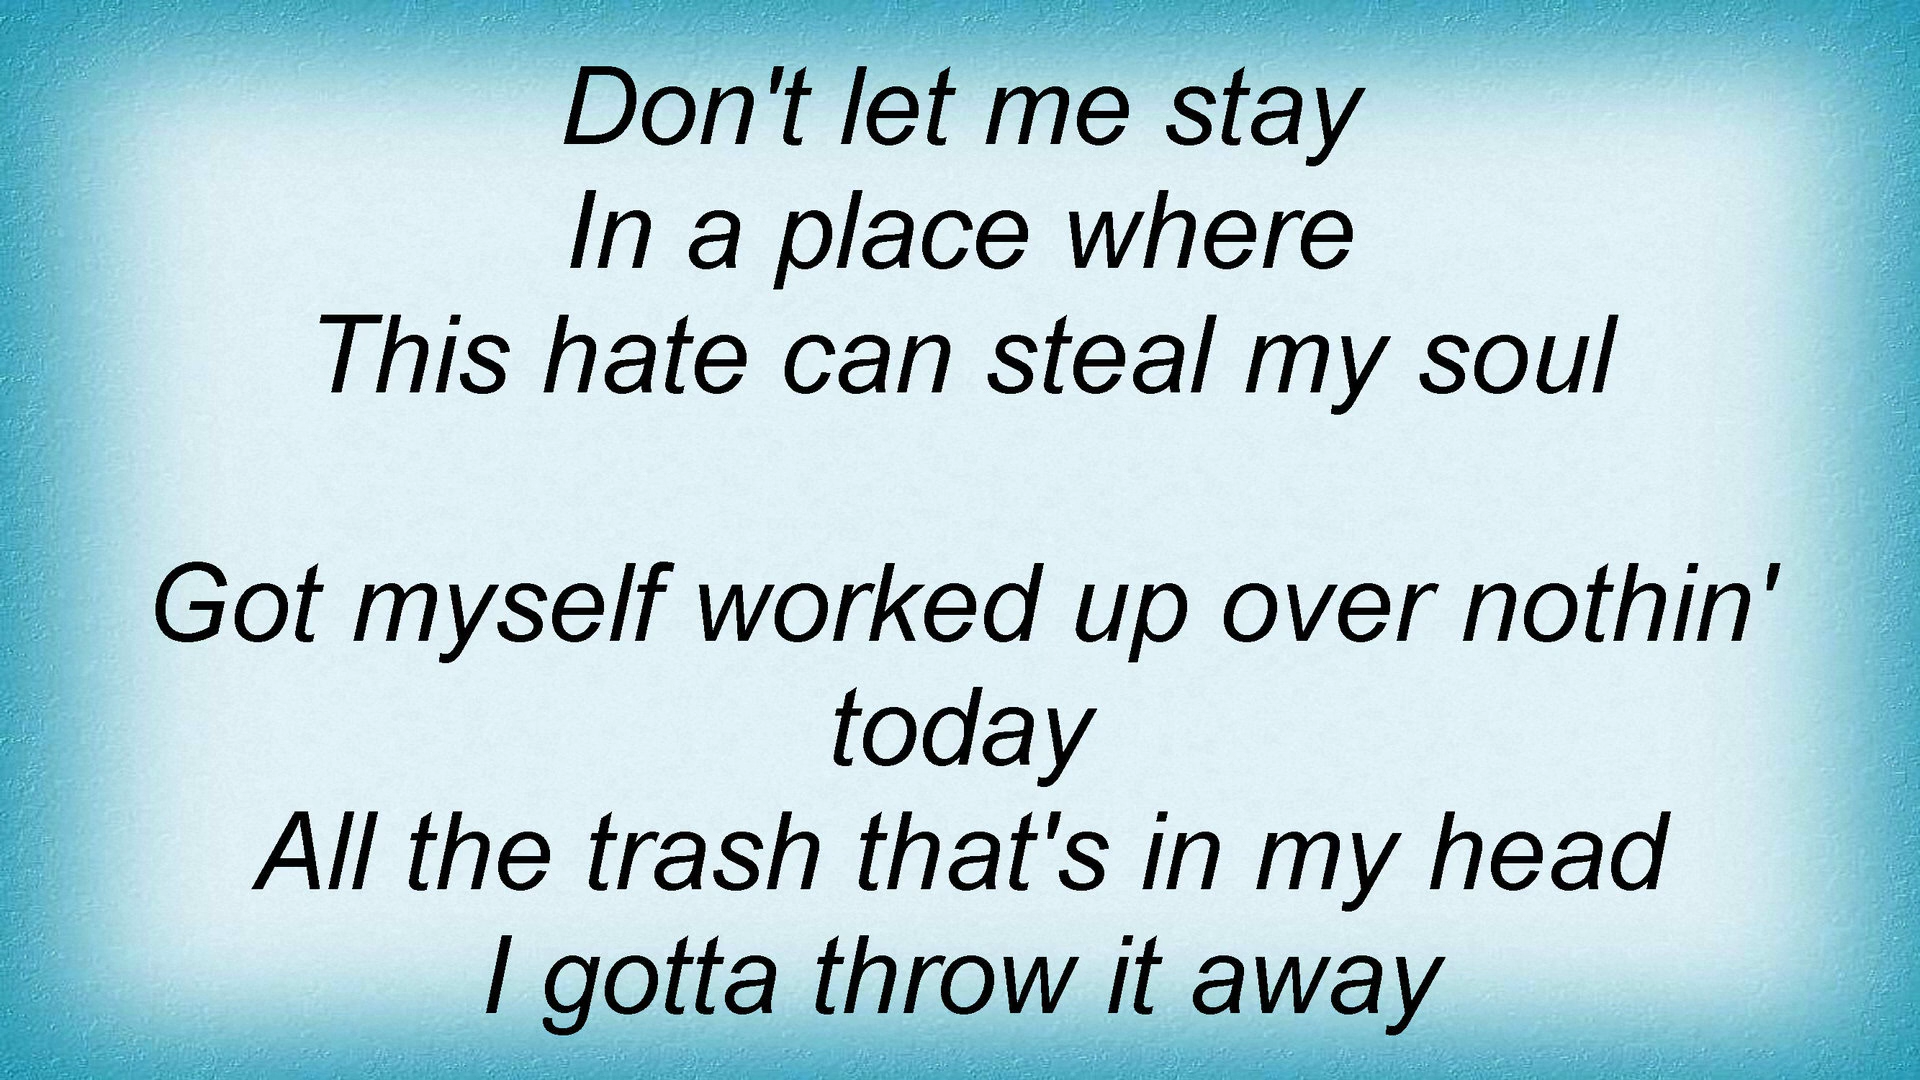 Don't let me stay
In a place where
This hate can steal my soul
Got myself worked up over nothin'
today
All the trash that's in my head
I gotta throw it away